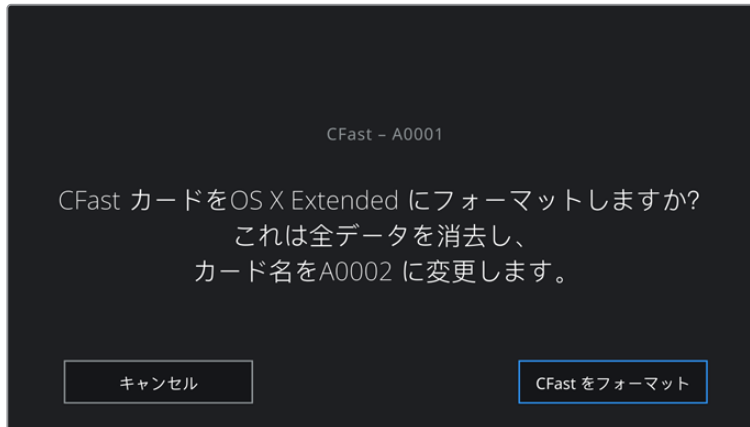 CFast – A0001
CFast カードをOS X Extended にフォーマットしますか?
これは全データを消去し、
カード名をA0002 に変更します。
キャンセル
CFast をフォーマット